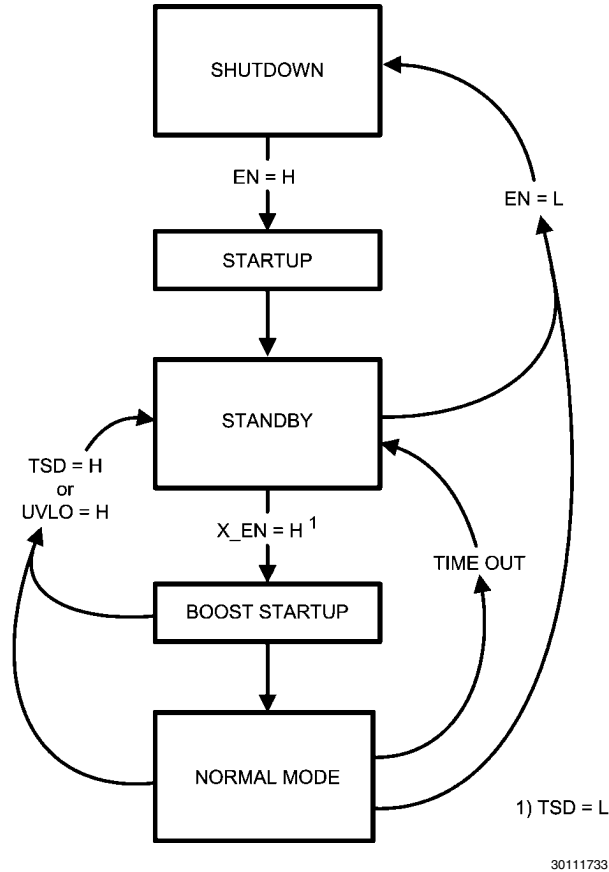 SHUTDOWN
EN = H
EN = L
STARTUP
STANDBY
TSD = H
or
UVLO = H
X_EN = H 1
TIME OUT
BOOST STARTUP
NORMAL MODE
1) TSD = L
30111733